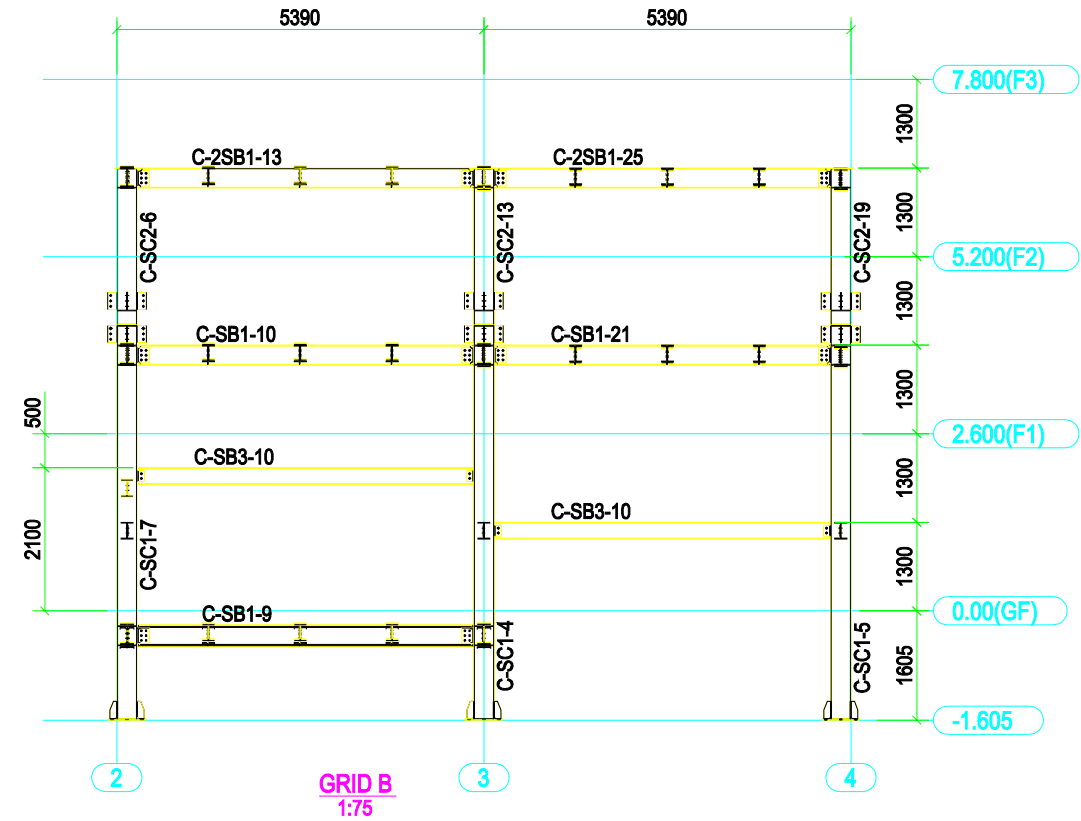 5390
5390
7.800(F3)
1300
C-2SB1-13
C-2SB1-25
1300
C-SC2-6
C-SC2-13
C-SC2-19
5.200(F2)
1300
C-SB1-10
C-SB1-21
1300
500
2.600(F1)
C-SB3-10
1300
C-SB3-10
2100
C-SC1-7
1300
C-SB1-9
0.00(GF)
C-SC1-4
C-SC1-5
1605
-1.605
2
3
4
GRID B
1:75